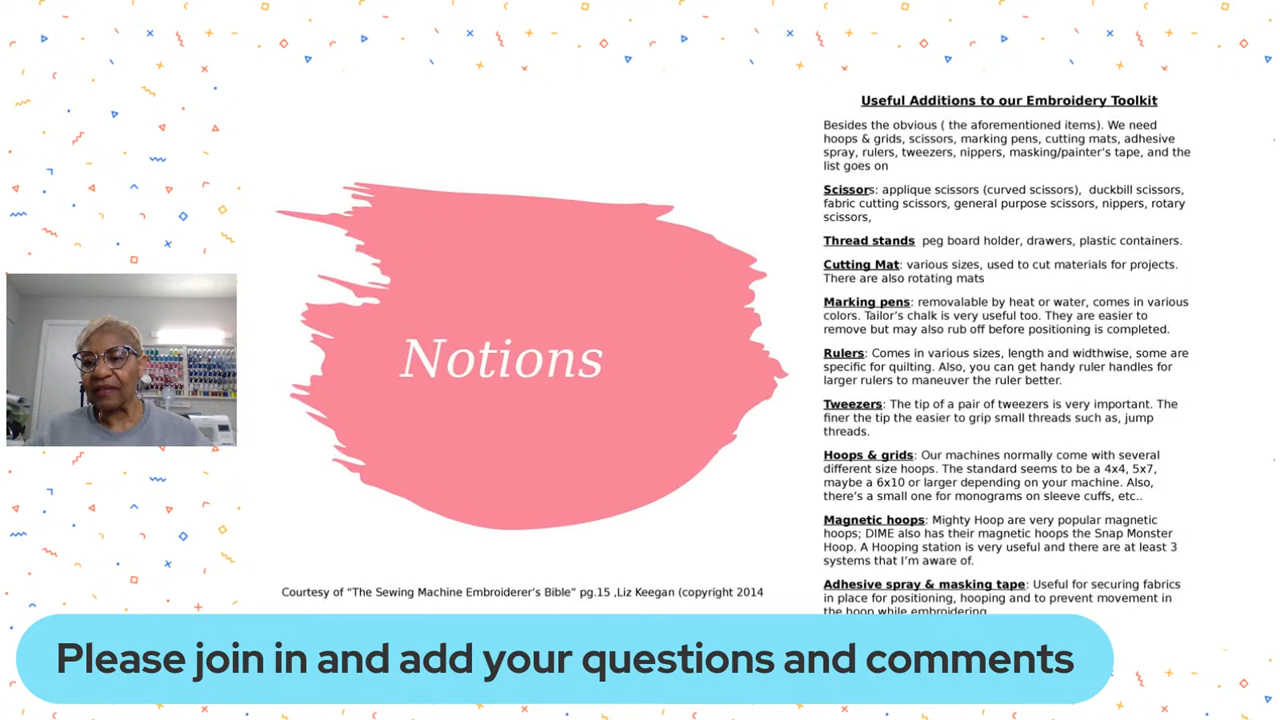 Useful Additions to our Embroidery Toolkit
Besides the obvious ( the aforementioned items). We need
hoops & grids, scissors, marking pens, cutting mats, adhesive
spray, rulers, tweezers, nippers, masking/painter's tape, and the
list goes on
Scissors: applique scissors (curved scissors), duckbill scissors,
fabric cutting scissors, general purpose scissors, nippers, rotary
scissors,
Thread stands peg board holder, drawers, plastic containers.
Cutting Mat: various sizes, used to cut materials for projects.
There are also rotating mats
Marking pens: removalable by heat or water, comes in various
colors. Tailor's chalk is very useful too. They are easier to
remove but may also rub off before positioning is completed.
Rulers: Comes in various sizes, length and widthwise, some are
specific for quilting. Also, you can get handy ruler handles for
larger rulers to maneuver the ruler better.
Tweezers: The tip of a pair of tweezers is very important. The
finer the tip the easier to grip small threads such as, jump
threads.
Hoops & grids: Our machines normally come with several
different size hoops. The standard seems to be a 4x4, 5x7,
maybe a 6x10 or larger depending on your machine. Also,
there's a small one for monograms on sleeve cuffs, etc..
Magnetic hoops: Mighty Hoop are very popular magnetic
hoops; DIME also has their magnetic hoops the Snap Monster
Hoop. A Hooping station is very useful and there are at least 3
systems that I'm aware of.
Adhesive spray & masking tape: Useful for securing fabrics
in place for positioning, hooping and to prevent movement in
the hoop while embroidering
Notions
Courtesy of "The Sewing Machine Embroiderer's Bible" pg.15 ,Liz Keegan (copyright 2014
Please join in and add your questions and comments